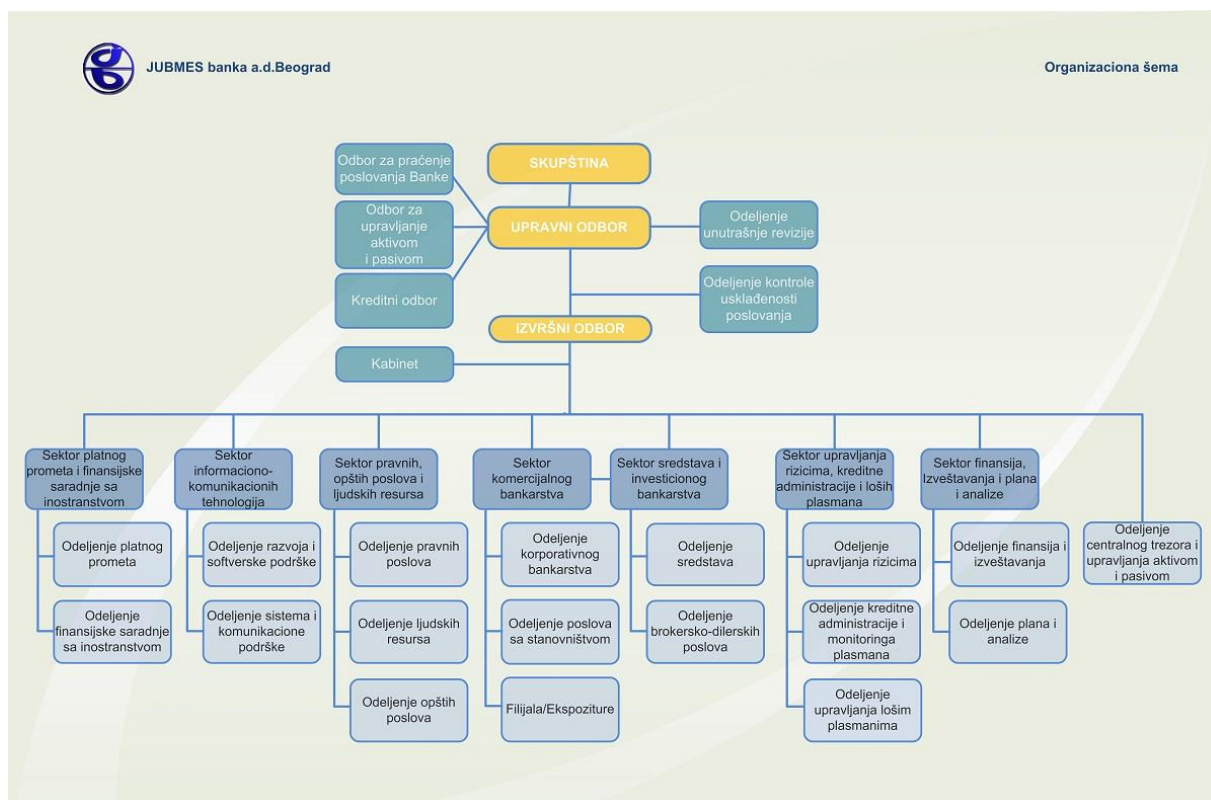 JUBMES banka a.d.Beograd
Organizaciona šema
Odbor za praćenje
poslovanja Banke
SKUPŠTINA
Odbor za
upravljanje
aktivom
i pasivom
UPRAVNI ODBOR
Odeljenje
unutrašnje revizije
Kreditni odbor
Odeljenje kontrole
usklađenosti
poslovanja
IZVRŠNI ODBOR
Kabinet
Sektor platnog
prometa i finansijske
saradnje sa
inostranstvom
Sektor
informaciono-
komunikacionih
tehnologija
Sektor pravnih,
opštih poslova i
ljudskih resursa
Sektor
komercijalnog
bankarstva
Sektor sredstava i
investicionog
bankarstva
Sektor upravljanja
rizicima, kreditne
administracije i loših
plasmana
Sektor finansija,
Izveštavanja i plana
i analize
Odeljenje platnog
prometa
Odeljenje razvoja i
softverske podrške
Odeljenje pravnih
poslova
Odeljenje
korporativnog
bankarstva
Odeljenje
sredstava
Odeljenje
upravljanja rizicima
Odeljenje finansija i
izveštavanja
Odeljenje
centralnog trezora i
upravljanja aktivom
i pasivom
Odeljenje
finansijske saradnje
sa inostranstvom
Odeljenje sistema i
komunikacione
podrške
Odeljenje ljudskih
resursa
Odeljenje poslova
sa stanovništvom
Odeljenje
brokersko-dilerskih
poslova
Odeljenje kreditne
administracije i
monitoringa
plasmana
Odeljenje plana i
analize
Odeljenje opštih
poslova
Filijala/Ekspoziture
Odeljenje
upravljanja lošim
plasmanima